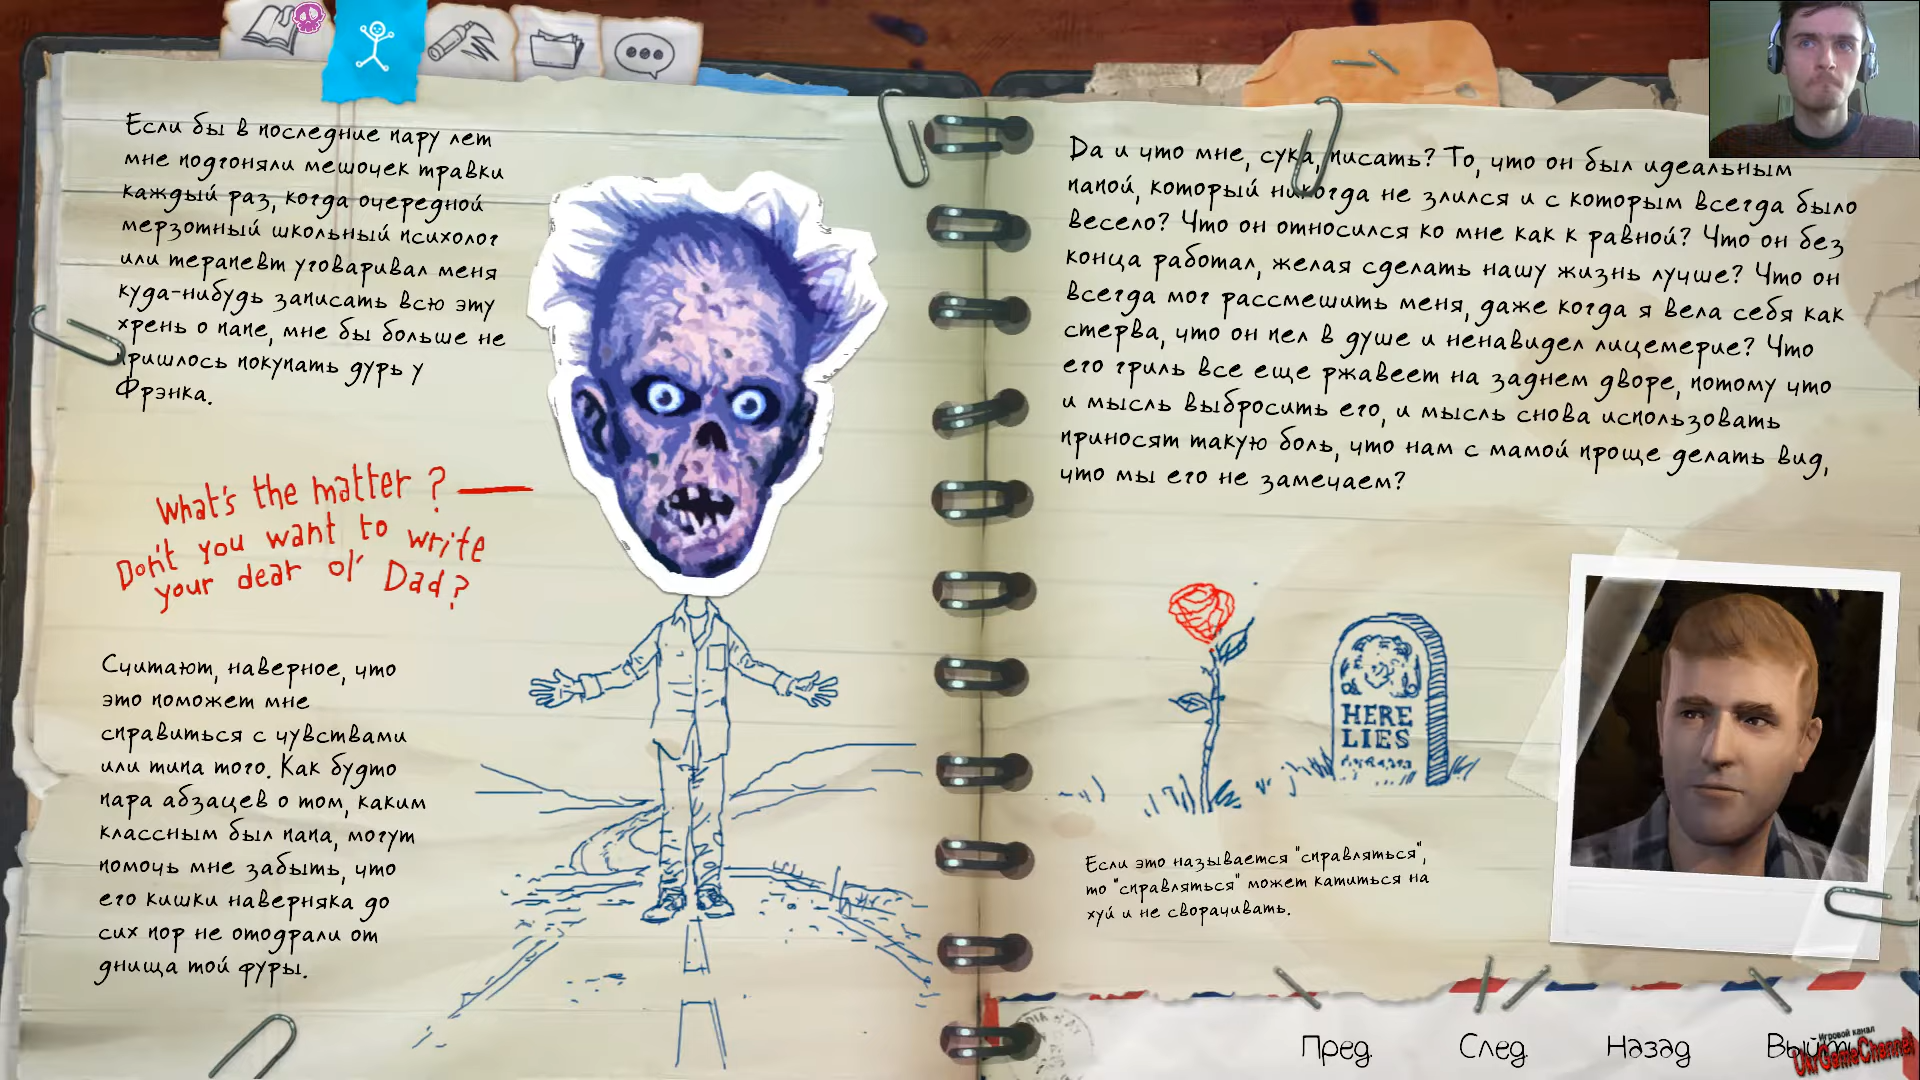 Если бы в последние пару лет
мне подгоняли мешочек травки
каждый раз, когда очередной
мерзотный школьный психолог
или терапевт уговаривал меня
куда-нибудь записать всю эту
хрень о папе, мне бы больше не
пришлось покупать дурь у
Фрэнка.
What's the matter?
Don't you want to write
your dear ol' Dad?
Считают, наверное, что
это поможет мне
справиться с чувствами
или типа того. Как будто
пара абзацев о том, каким
классным был папа, могут
помочь мне забыть, что
его кишки наверняка до
сих пор не отодрали от
днища той фуры.
Да и что мне, сука, писать? То, что он был идеальным
папой, который никогда не злился и с которым всегда было
весело? Что он относился ко мне как к равной? Что он без
конца работал, желая сделать нашу жизнь лучше? Что он
всегда мог рассмешить меня, даже когда я вела себя как
стерва, что он пел в душе и ненавидел лицемерие? Что
его гриль все еще ржавеет на заднем дворе, потому что
и мысль выбросить его, и мысль снова использовать
приносят такую боль, что нам с мамой проще делать вид,
что мы его не замечаем?
HERE
LIES
Если это называется "справляться",
то "справляться" может катиться на
хуй и не сворачивать.
Пред.
След.
Назад
Выйти
Игровой канал
UkrGameChannel